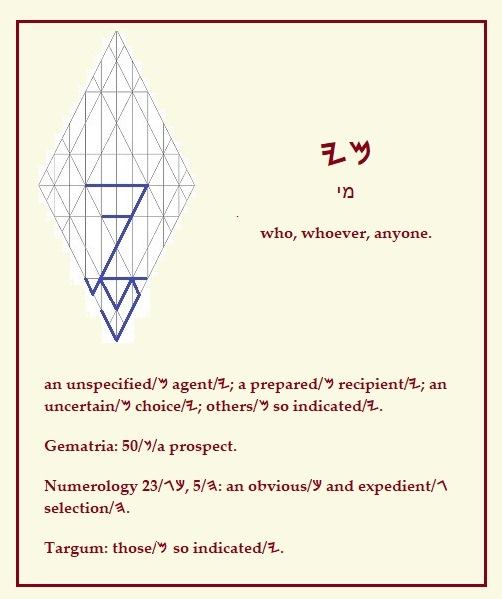 𐤌𐤉
מי
who, whoever, anyone.
an unspecified/𐤌 agent/𐤉; a prepared/𐤌 recipient/𐤉; an
uncertain/𐤌 choice/𐤉; others/𐤌 so indicated/𐤉.
Gematria: 50/𐤍/a prospect.
Numerology 23/𐤊𐤂, 5/𐤄: an obvious/𐤊 and expedient/𐤂
selection/𐤄.
Targum: those/𐤌 so indicated/𐤉.